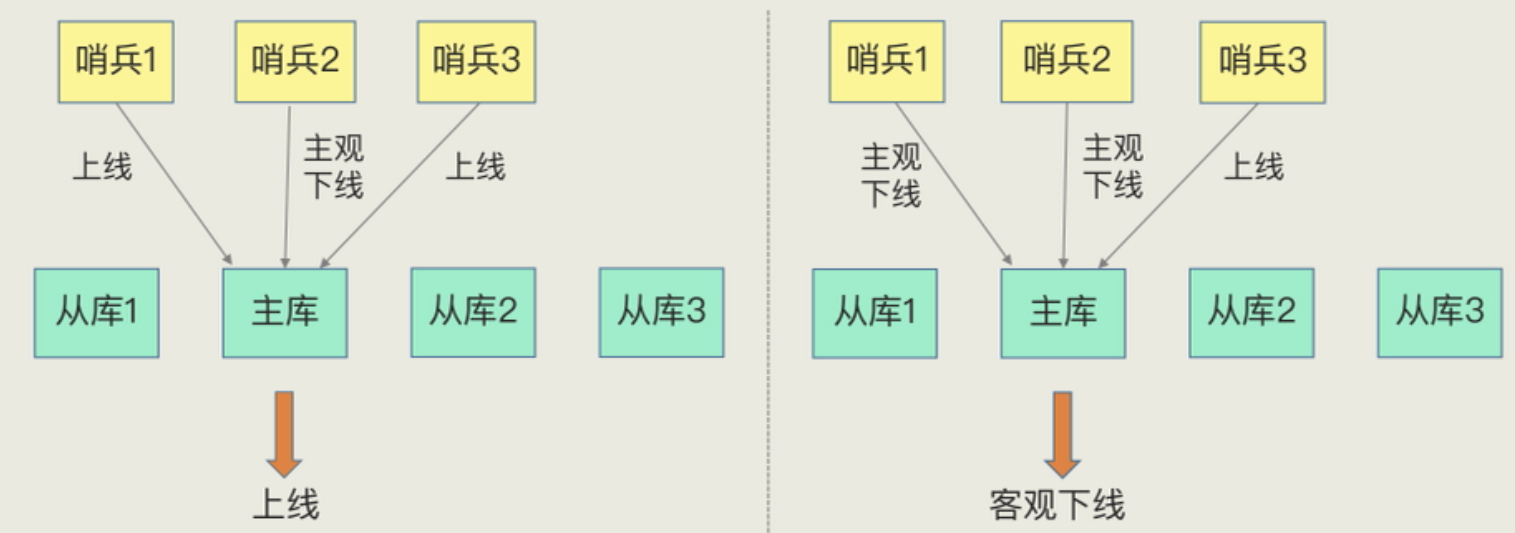 哨兵1
哨兵2
哨兵3
上线
主观
下线
上线
从库1
主库
从库2
从库3
上线
哨兵1
哨兵2
哨兵3
主观
下线
主观
下线
上线
从库1
主库
从库2
从库3
客观下线